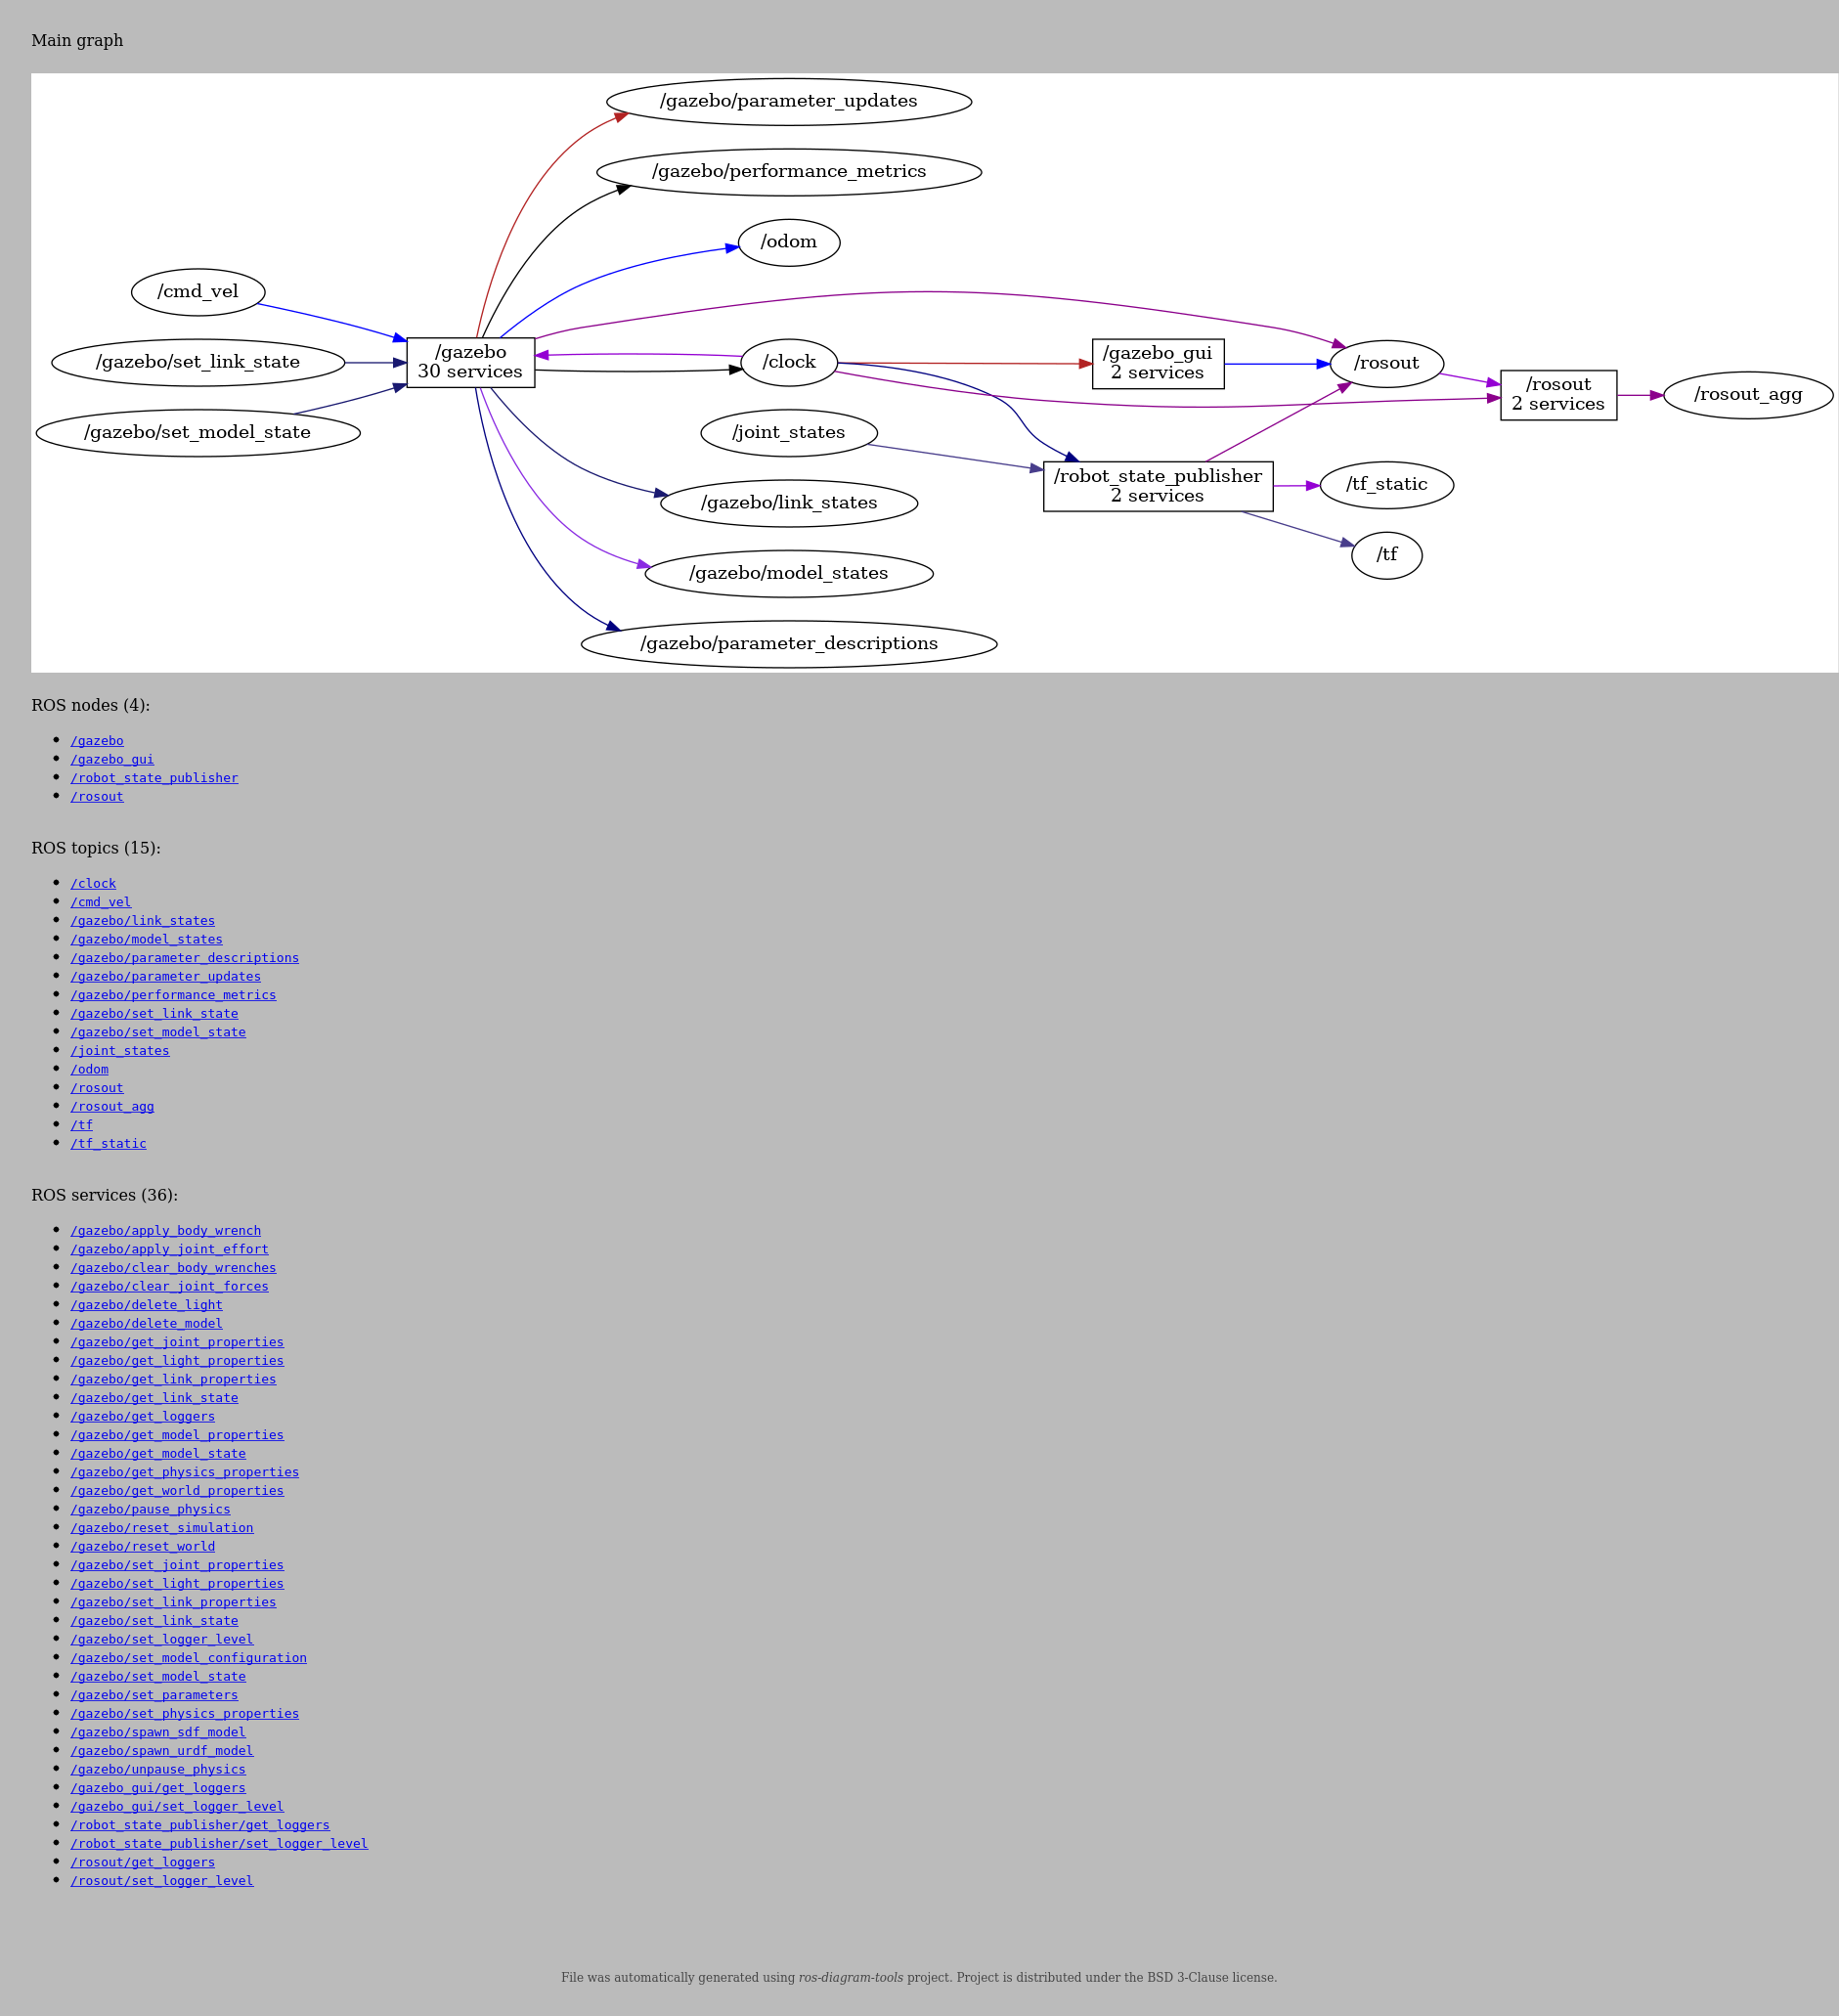 Main graph
/gazebo/parameter_updates
/gazebo/performance_metrics
/odom
/cmd_vel
/gazebo/set_link_state
/gazebo/set_model_state
/gazebo
30 services
/clock
/joint_states
/gazebo/link_states
/gazebo/model_states
/gazebo/parameter_descriptions
/gazebo_gui
2 services
/robot_state_publisher
2 services
/rosout
/tf_static
/tf
/rosout
2 services
/rosout_agg
ROS nodes (4):
/gazebo
/gazebo_gui
/robot_state_publisher
/rosout
ROS topics (15):
/clock
/cmd_vel
/gazebo/link_states
/gazebo/model_states
/gazebo/parameter_descriptions
/gazebo/parameter_updates
/gazebo/performance_metrics
/gazebo/set_link_state
/gazebo/set_model_state
/joint_states
/odom
/rosout
/rosout_agg
/tf
/tf_static
ROS services (36):
/gazebo/apply_body_wrench
/gazebo/apply_joint_effort
/gazebo/clear_body_wrenches
/gazebo/clear_joint_forces
/gazebo/delete_light
/gazebo/delete_model
/gazebo/get_joint_properties
/gazebo/get_light_properties
/gazebo/get_link_properties
/gazebo/get_link_state
/gazebo/get_loggers
/gazebo/get_model_properties
/gazebo/get_model_state
/gazebo/get_physics_properties
/gazebo/get_world_properties
/gazebo/pause_physics
/gazebo/reset_simulation
/gazebo/reset_world
/gazebo/set_joint_properties
/gazebo/set_light_properties
/gazebo/set_link_properties
/gazebo/set_link_state
/gazebo/set_logger_level
/gazebo/set_model_configuration
/gazebo/set_model_state
/gazebo/set_parameters
/gazebo/set_physics_properties
/gazebo/spawn_sdf_model
/gazebo/spawn_urdf_model
/gazebo/unpause_physics
/gazebo_gui/get_loggers
/gazebo_gui/set_logger_level
/robot_state_publisher/get_loggers
/robot_state_publisher/set_logger_level
/rosout/get_loggers
/rosout/set_logger_level
File was automatically generated using ros-diagram-tools project. Project is distributed under the BSD 3-Clause license.